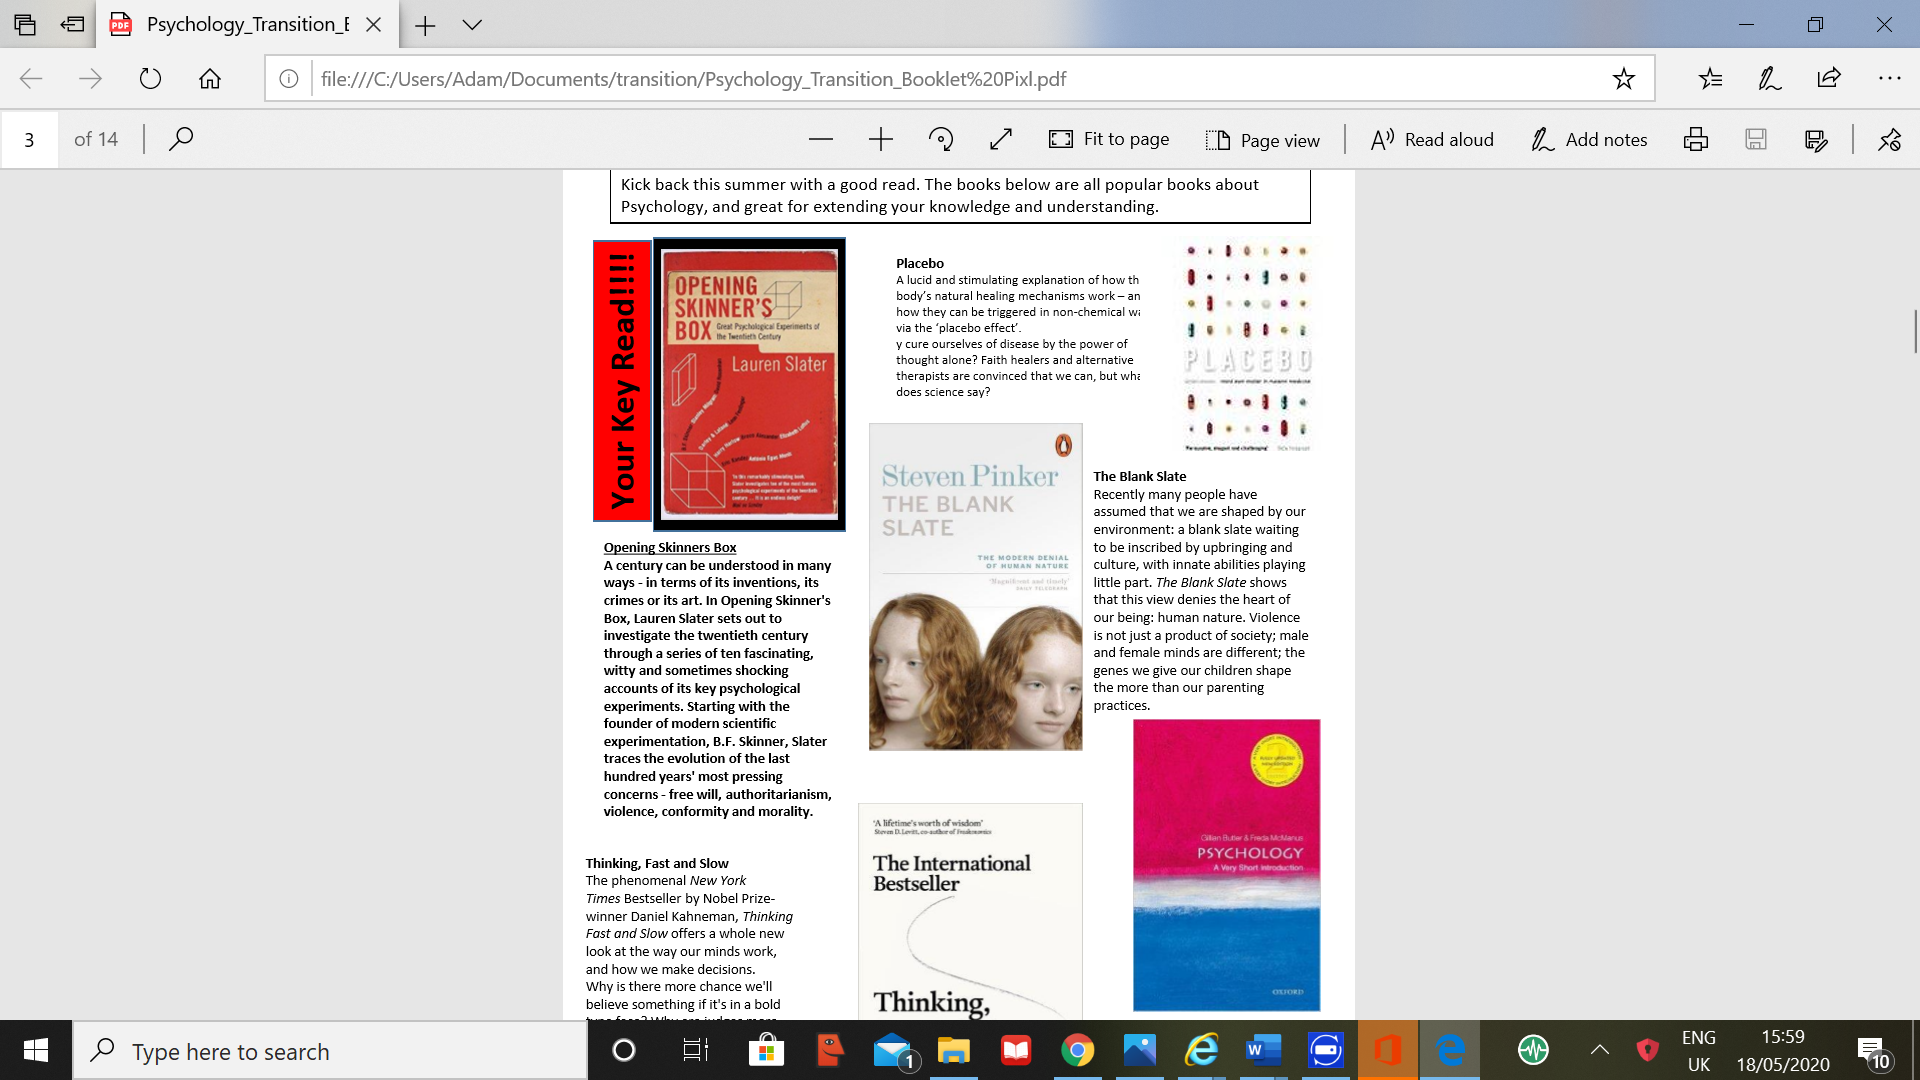 Psychology_Transition_E
file:///C:/Users/Adam/Documents/transition/Psychology_Transition_Booklet%20Pixl.pdf
3 of 14
Fit to page
Page view
Read aloud
Add notes
Kick back this summer with a good read. The books below are all popular books about
Psychology, and great for extending your knowledge and understanding.
Your Key Read!!!!
OPENING
SKINNER'S
BOX
Great Psychological Experiments of
the Twentieth Century
Lauren Slater
Opening Skinners Box
A century can be understood in many
ways - in terms of its inventions, its
crimes or its art. In Opening Skinner's
Box, Lauren Slater sets out to
investigate the twentieth century
through a series of ten fascinating,
witty and sometimes shocking
accounts of its key psychological
experiments. Starting with the
founder of modern scientific
experimentation, B.F. Skinner, Slater
traces the evolution of the last
hundred years' most pressing
concerns - free will, authoritarianism,
violence, conformity and morality.
Placebo
A lucid and stimulating explanation of how th
body's natural healing mechanisms work – an
how they can be triggered in non-chemical wa
via the 'placebo effect'.
y cure ourselves of disease by the power of
thought alone? Faith healers and alternative
therapists are convinced that we can, but wha
does science say?
PLACEBO
Steven Pinker
THE BLANK
SLATE
THE MODERN DENIAL
OF HUMAN NATURE
'Magnificent and timely'
DAILY TELEGRAPH
The Blank Slate
Recently many people have
assumed that we are shaped by our
environment: a blank slate waiting
to be inscribed by upbringing and
culture, with innate abilities playing
little part. The Blank Slate shows
that this view denies the heart of
our being: human nature. Violence
is not just a product of society; male
and female minds are different; the
genes we give our children shape
the more than our parenting
practices.
Gillian Butler & Freda McManus
PSYCHOLOGY
A Very Short Introduction
OXFORD
Thinking, Fast and Slow
The phenomenal New York
Times Bestseller by Nobel Prize-
winner Daniel Kahneman, Thinking
Fast and Slow offers a whole new
look at the way our minds work,
and how we make decisions.
Why is there more chance we'll
believe something if it's in a bold
'A lifetime's worth of wisdom'
Steven D. Levitt, co-author of Freakonomics
The International
Bestseller
Thinking,
Type here to search
1
ENG
UK
15:59
18/05/2020
10